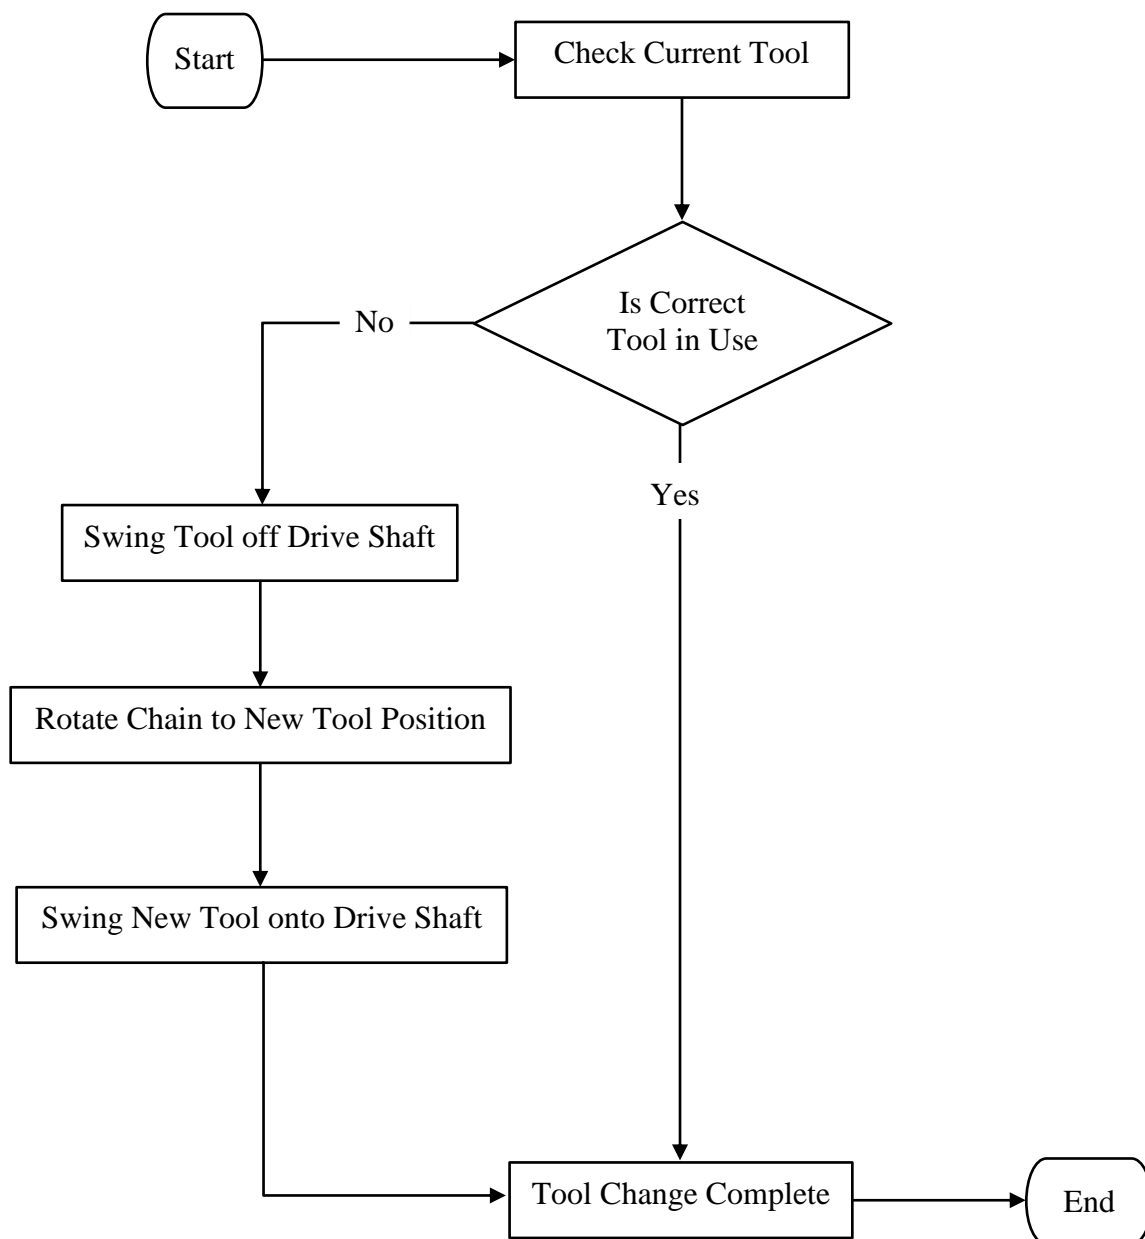 Start
Check Current Tool
Is Correct
Tool in Use
No
Yes
Swing Tool off Drive Shaft
Rotate Chain to New Tool Position
Swing New Tool onto Drive Shaft
Tool Change Complete
End